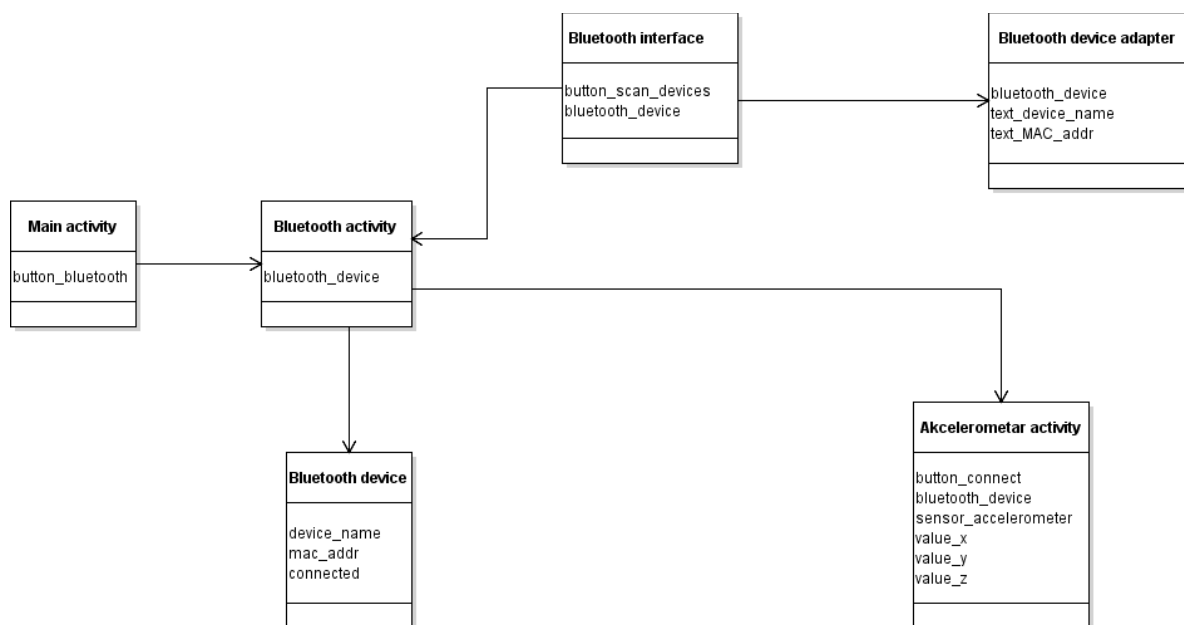 Bluetooth interface
button_scan_devices
bluetooth_device
Bluetooth device adapter
bluetooth_device
text_device_name
text_MAC_addr
Main activity
button_bluetooth
Bluetooth activity
bluetooth_device
Bluetooth device
device_name
mac_addr
connected
Akcelerometar activity
button_connect
bluetooth_device
sensor_accelerometer
value_x
value_y
value_z